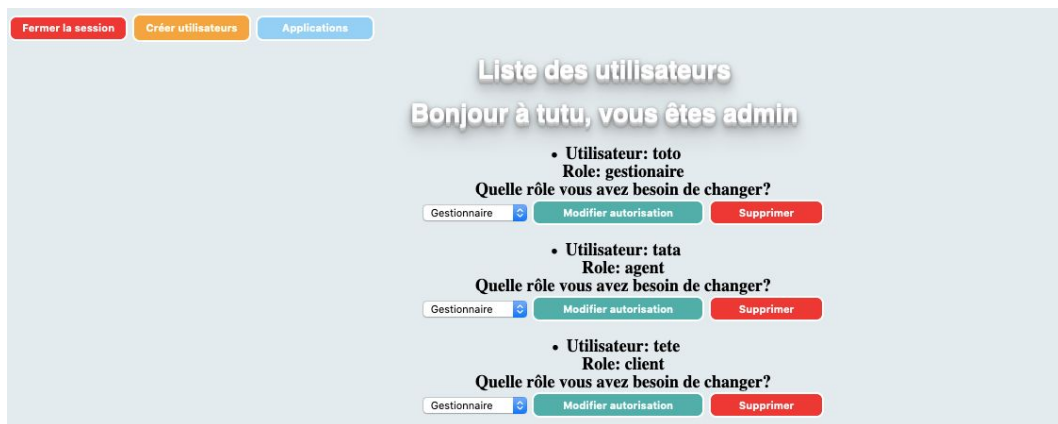 Fermer la session Créer utilisateurs Applications
Liste des utilisateurs
Bonjour à tutu, vous êtes admin
• Utilisateur: toto
Role: gestionaire
Quelle rôle vous avez besoin de changer?
Gestionnaire Modifier autorisation Supprimer
• Utilisateur: tata
Role: agent
Quelle rôle vous avez besoin de changer?
Gestionnaire Modifier autorisation Supprimer
• Utilisateur: tete
Role: client
Quelle rôle vous avez besoin de changer?
Gestionnaire Modifier autorisation Supprimer